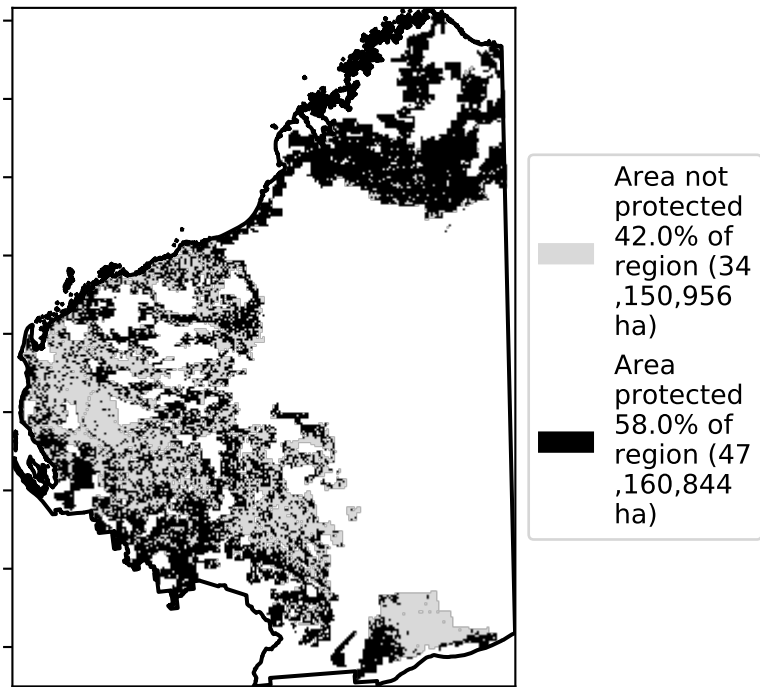 Area not
protected
42.0% of
region (34
,150,956
ha)
Area
protected
58.0% of
region (47
,160,844
ha)